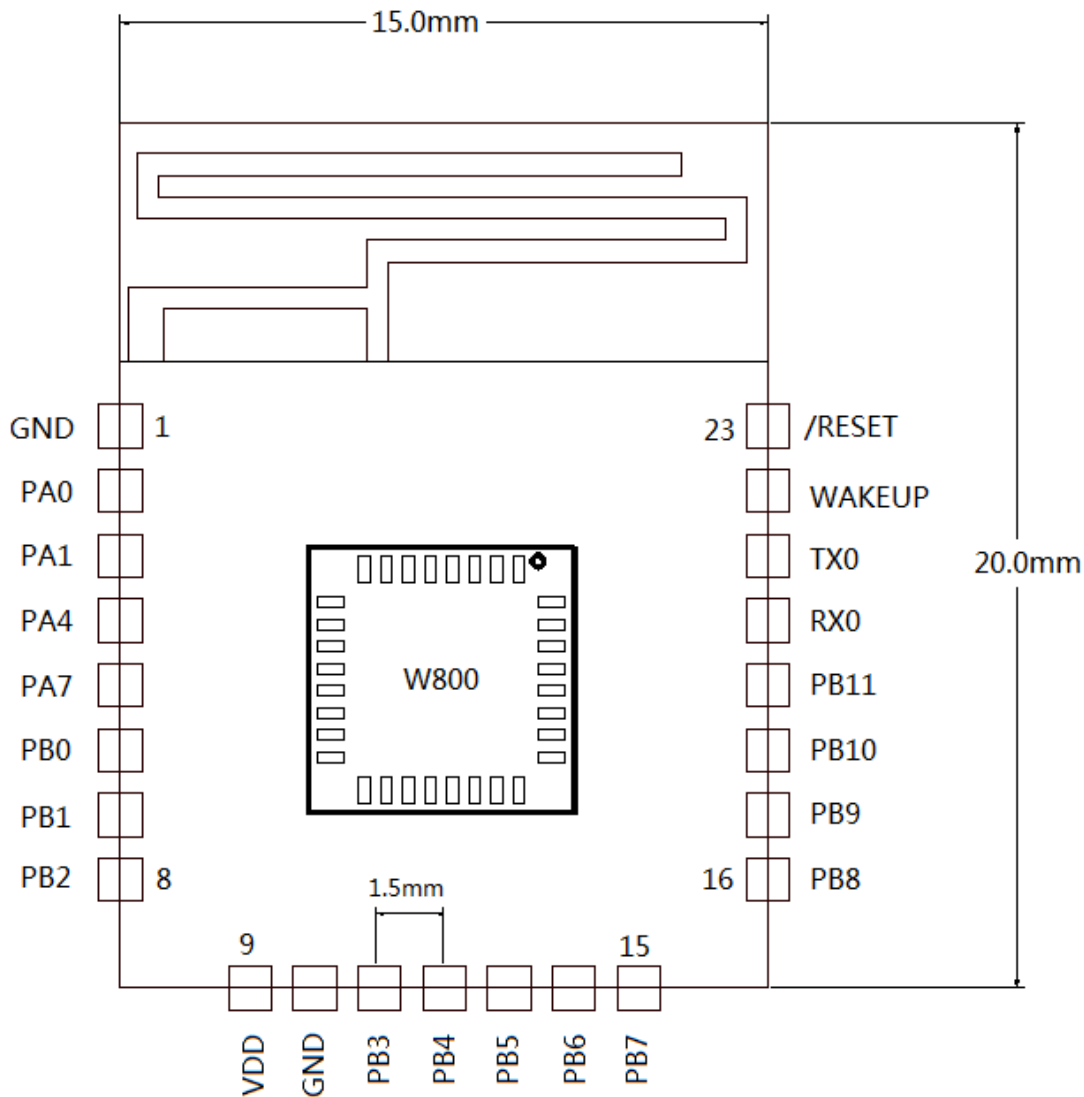 15.0mm
GND 1 23 /RESET
PA0 WAKEUP
PA1 TX0
20.0mm
PA4 RX0
PA7 W800 PB11
PB0 PB10
PB1 PB9
PB2 8 16 PB8
1.5mm
9 15
VDD GND PB3 PB4 PB5 PB6 PB7